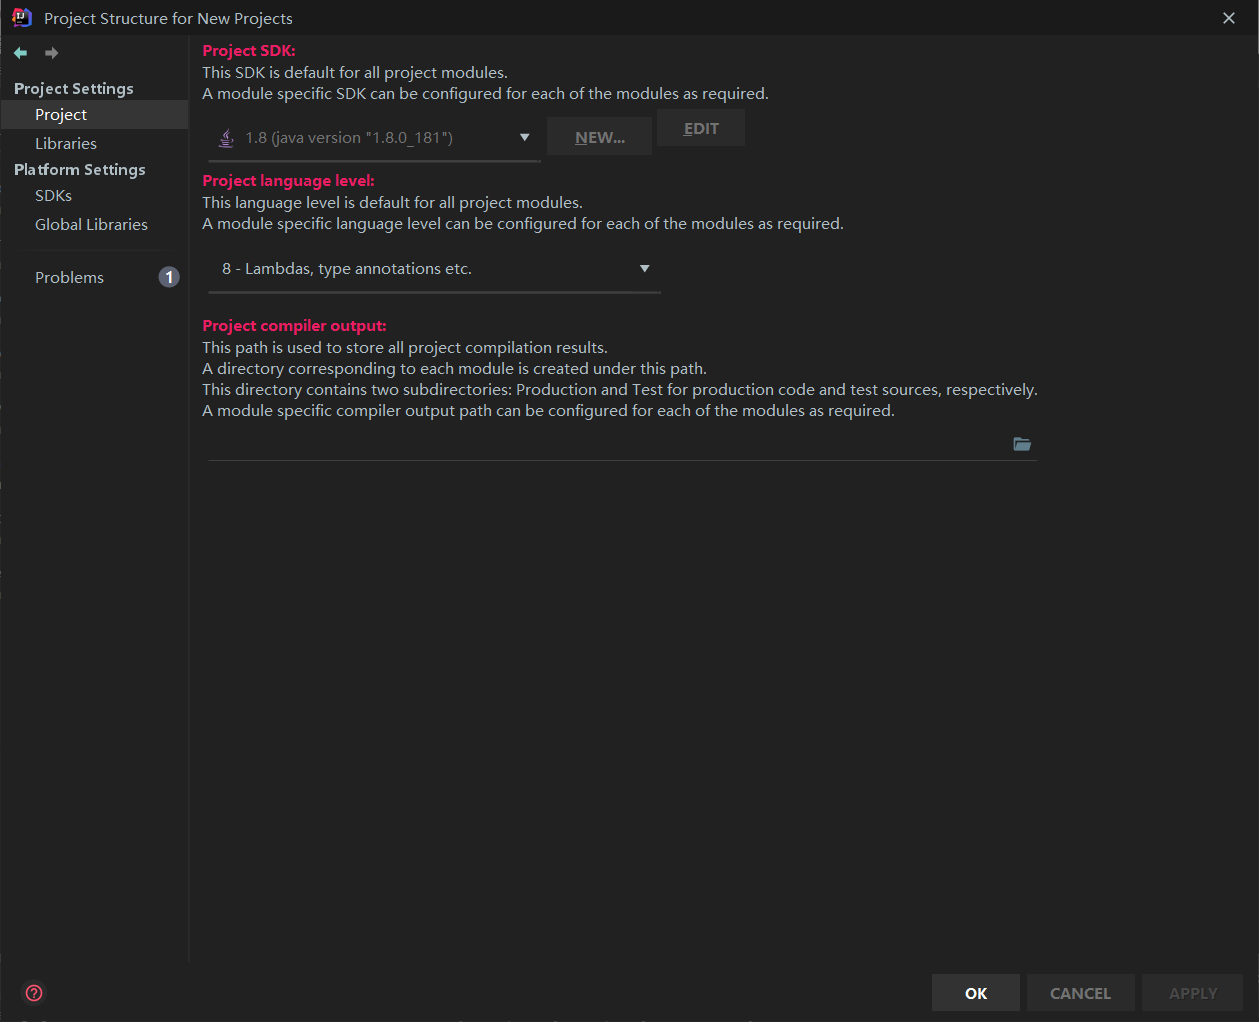 Project Structure for New Projects
Project Settings
Project
Libraries
Platform Settings
SDKs
Global Libraries
Problems 1
Project SDK:
This SDK is default for all project modules.
A module specific SDK can be configured for each of the modules as required.
1.8 (java version "1.8.0_181") NEW... EDIT
Project language level:
This language level is default for all project modules.
A module specific language level can be configured for each of the modules as required.
8 - Lambdas, type annotations etc.
Project compiler output:
This path is used to store all project compilation results.
A directory corresponding to each module is created under this path.
This directory contains two subdirectories: Production and Test for production code and test sources, respectively.
A module specific compiler output path can be configured for each of the modules as required.
OK CANCEL APPLY